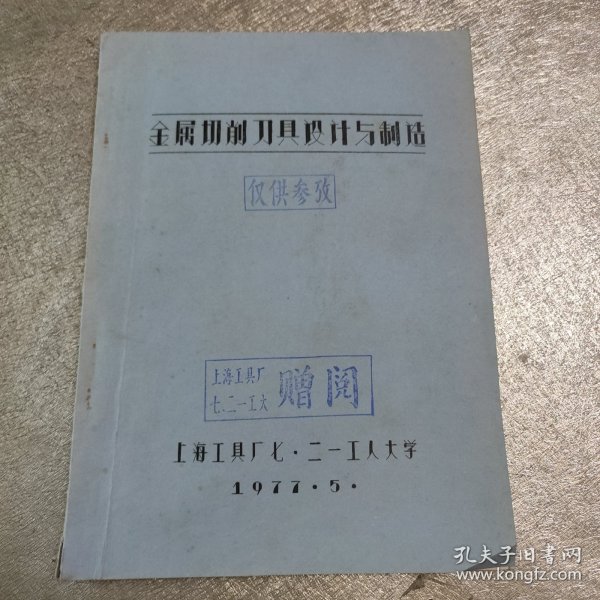 金属切削刀具设计与制造
仅供参攷
上海工具厂
七.二一工大
赠阅
上海工具厂七·二一工人大学
1977·5·
孔夫子旧书网
www.kongfz.com